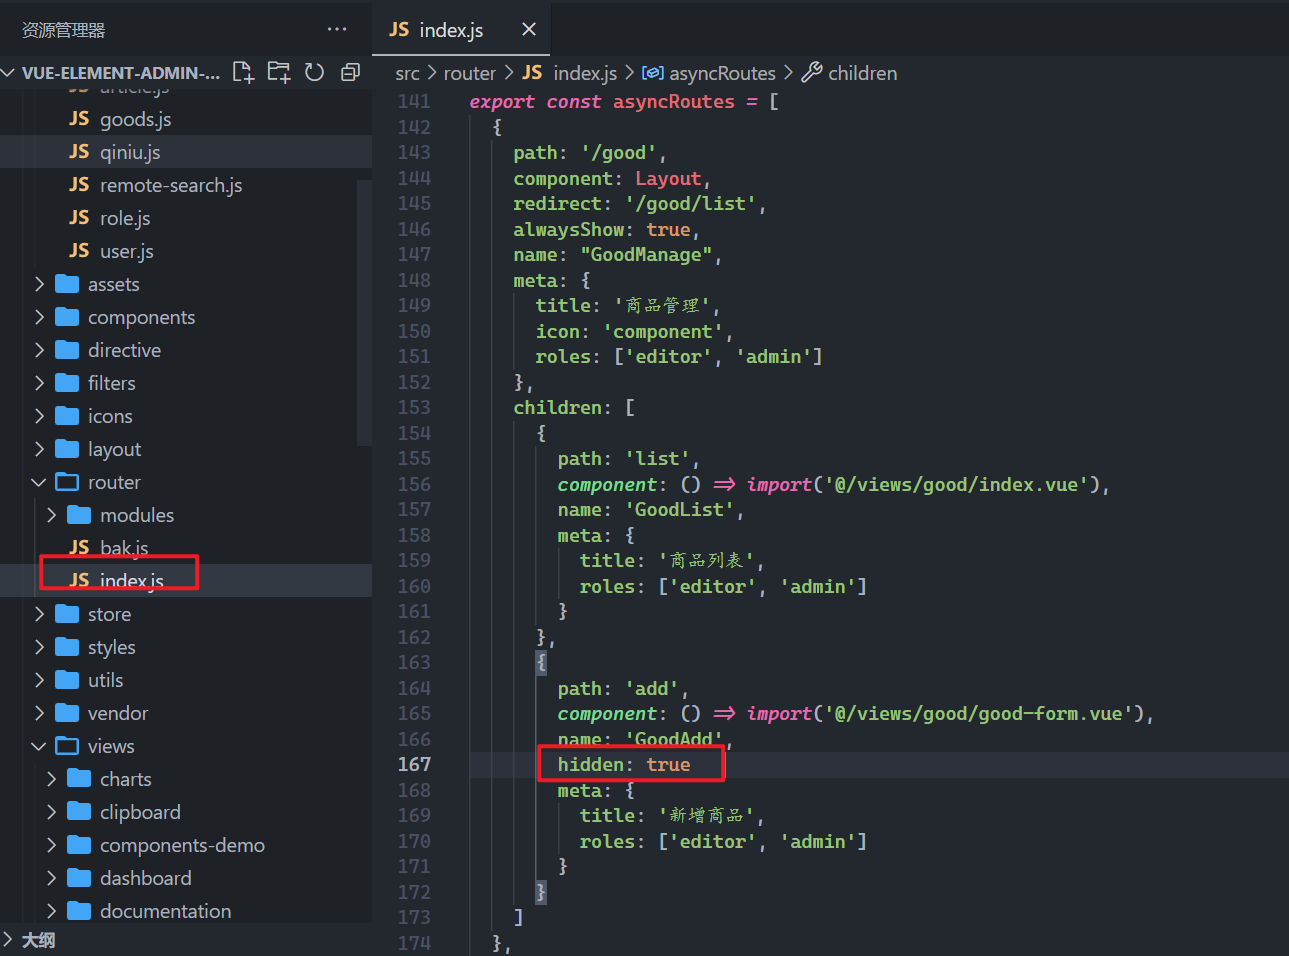 资源管理器 ···
VUE-ELEMENT-ADMIN-...
article.js
JS goods.js
JS qiniu.js
JS remote-search.js
JS role.js
JS user.js
assets
components
directive
filters
icons
layout
router
modules
JS bak.js
JS index.js
store
styles
utils
vendor
views
charts
clipboard
components-demo
dashboard
documentation
大纲
JS index.js
src > router > JS index.js > asyncRoutes > children
141 export const asyncRoutes = [
142 {
143 path: '/good',
144 component: Layout,
145 redirect: '/good/list',
146 alwaysShow: true,
147 name: "GoodManage",
148 meta: {
149 title: '商品管理',
150 icon: 'component',
151 roles: ['editor', 'admin']
152 },
153 children: [
154 {
155 path: 'list',
156 component: () => import('@/views/good/index.vue'),
157 name: 'GoodList',
158 meta: {
159 title: '商品列表',
160 roles: ['editor', 'admin']
161 }
162 },
163 {
164 path: 'add',
165 component: () => import('@/views/good/good-form.vue'),
166 name: 'GoodAdd',
167 hidden: true
168 meta: {
169 title: '新增商品',
170 roles: ['editor', 'admin']
171 }
172 }
173 ]
174 },